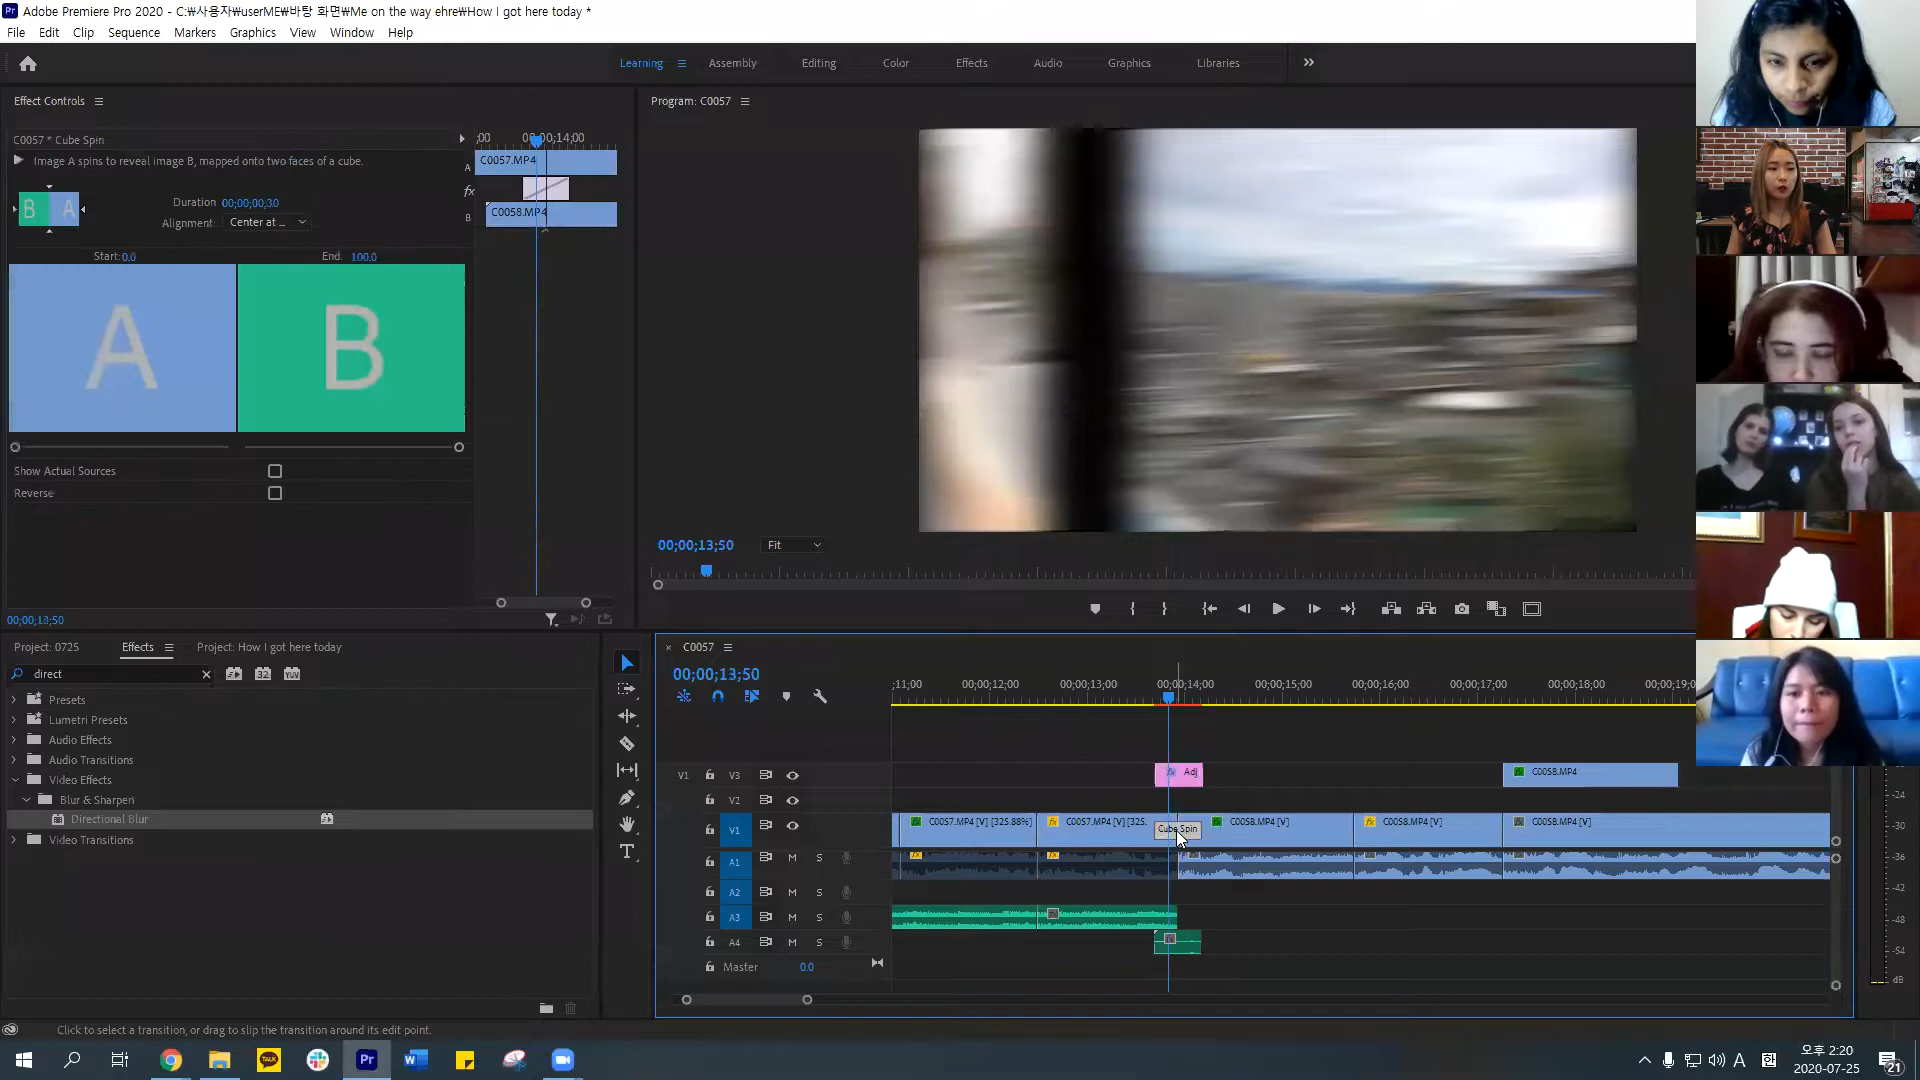 Adobe Premiere Pro 2020 - C:₩사용자₩userME₩바탕 화면₩Me on the way ehre₩How I got here today *
File Edit Clip Sequence Markers Graphics View Window Help
Learning Assembly Editing Color Effects Audio Graphics Libraries
Effect Controls
Program: C0057
C0057 * Cube Spin
;00 00;00;14;00
Image A spins to reveal image B, mapped onto two faces of a cube.
A C0057.MP4
fx
B A
Duration 00;00;00;30
B C0058.MP4
Alignment: Center at ...
Start: 0.0 End: 100.0
A B
Show Actual Sources
Reverse
00;00;13;50 Fit
00;00;13;50
Project: 0725 Effects Project: How I got here today
C0057
direct
32 YUV
00;00;13;50
;11;00 00;00;12;00 00;00;13;00 00;00;14;00 00;00;15;00 00;00;16;00 00;00;17;00 00;00;18;00 00;00;19;0
Presets
Lumetri Presets
Audio Effects
Audio Transitions
Video Effects
Blur & Sharpen
Directional Blur
Video Transitions
V1 V3 fx Adj C0058.MP4
V2
V1 C0057.MP4 [V] [325.88%] C0057.MP4 [V] [325. Cube Spin C0058.MP4 [V] C0058.MP4 [V] C0058.MP4 [V]
A1 M S
A2 M S
A3 M S
A4 M S
Master 0.0
-24
-36
-42
-48
-54
dB
Click to select a transition, or drag to slip the transition around its edit point.
TALK Pr W A 오후 2:20
2020-07-25 21